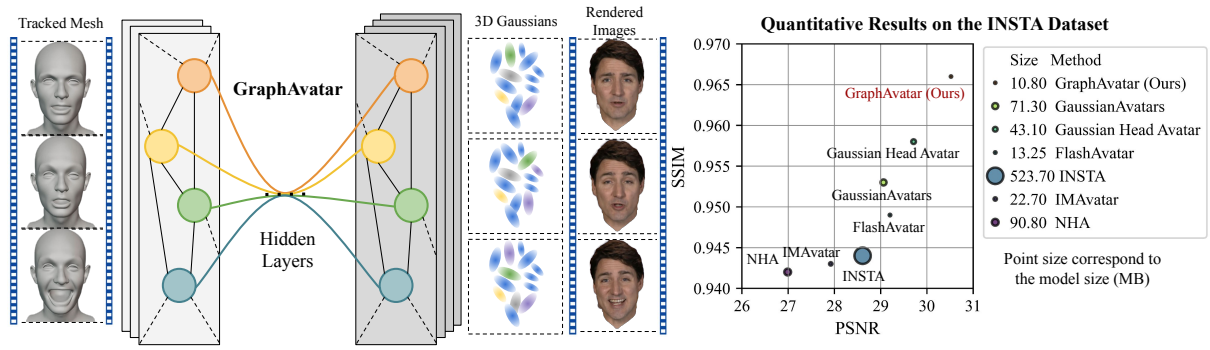 Tracked Mesh
GraphAvatar
Hidden
Layers
3D Gaussians
Rendered
Images
Quantitative Results on the INSTA Dataset
SSIM
0.970
0.965
0.960
0.955
0.950
0.945
0.940
GraphAvatar (Ours)
Gaussian Head Avatar
GaussianAvatars
FlashAvatar
NHA
IMAvatar
INSTA
26
27
28
29
30
31
PSNR
Size Method
10.80 GraphAvatar (Ours)
71.30 GaussianAvatars
43.10 Gaussian Head Avatar
13.25 FlashAvatar
523.70 INSTA
22.70 IMAvatar
90.80 NHA
Point size correspond to
the model size (MB)